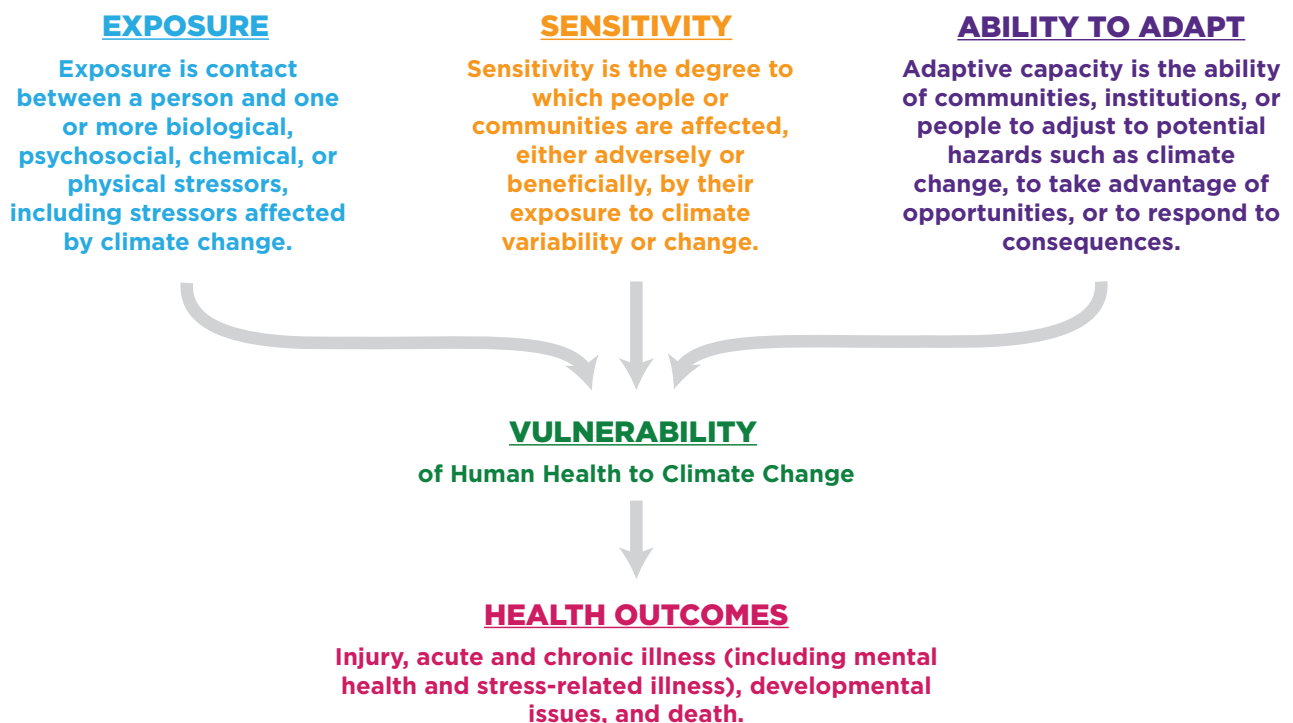 EXPOSURE
Exposure is contact
between a person and one
or more biological,
psychosocial, chemical, or
physical stressors,
including stressors affected
by climate change.
SENSITIVITY
Sensitivity is the degree to
which people or
communities are affected,
either adversely or
beneficially, by their
exposure to climate
variability or change.
ABILITY TO ADAPT
Adaptive capacity is the ability
of communities, institutions, or
people to adjust to potential
hazards such as climate
change, to take advantage of
opportunities, or to respond to
consequences.
VULNERABILITY
of Human Health to Climate Change
HEALTH OUTCOMES
Injury, acute and chronic illness (including mental
health and stress-related illness), developmental
issues, and death.